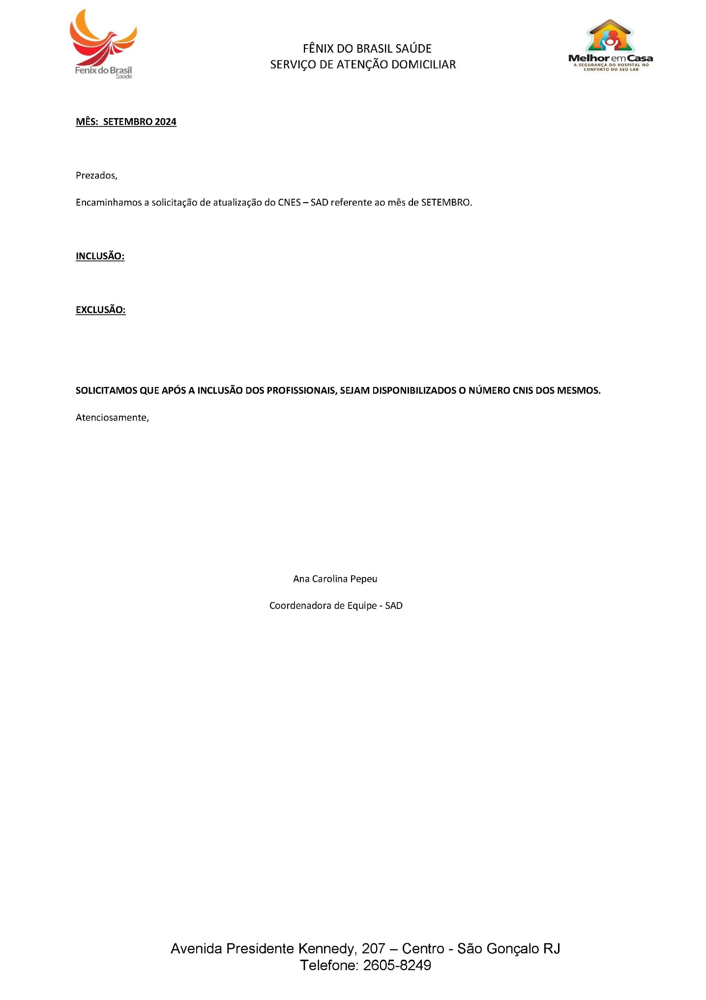 Fenix do Brasil
Saúde
FÊNIX DO BRASIL SAÚDE
SERVIÇO DE ATENÇÃO DOMICILIAR
Melhor em Casa
A SEGURANÇA DO HOSPITAL NO
CONFORTO DO SEU LAR
MÊS: SETEMBRO 2024
Prezados,
Encaminhamos a solicitação de atualização do CNES – SAD referente ao mês de SETEMBRO.
INCLUSÃO:
EXCLUSÃO:
SOLICITAMOS QUE APÓS A INCLUSÃO DOS PROFISSIONAIS, SEJAM DISPONIBILIZADOS O NÚMERO CNIS DOS MESMOS.
Atenciosamente,
Ana Carolina Pepeu
Coordenadora de Equipe - SAD
Avenida Presidente Kennedy, 207 – Centro - São Gonçalo RJ
Telefone: 2605-8249